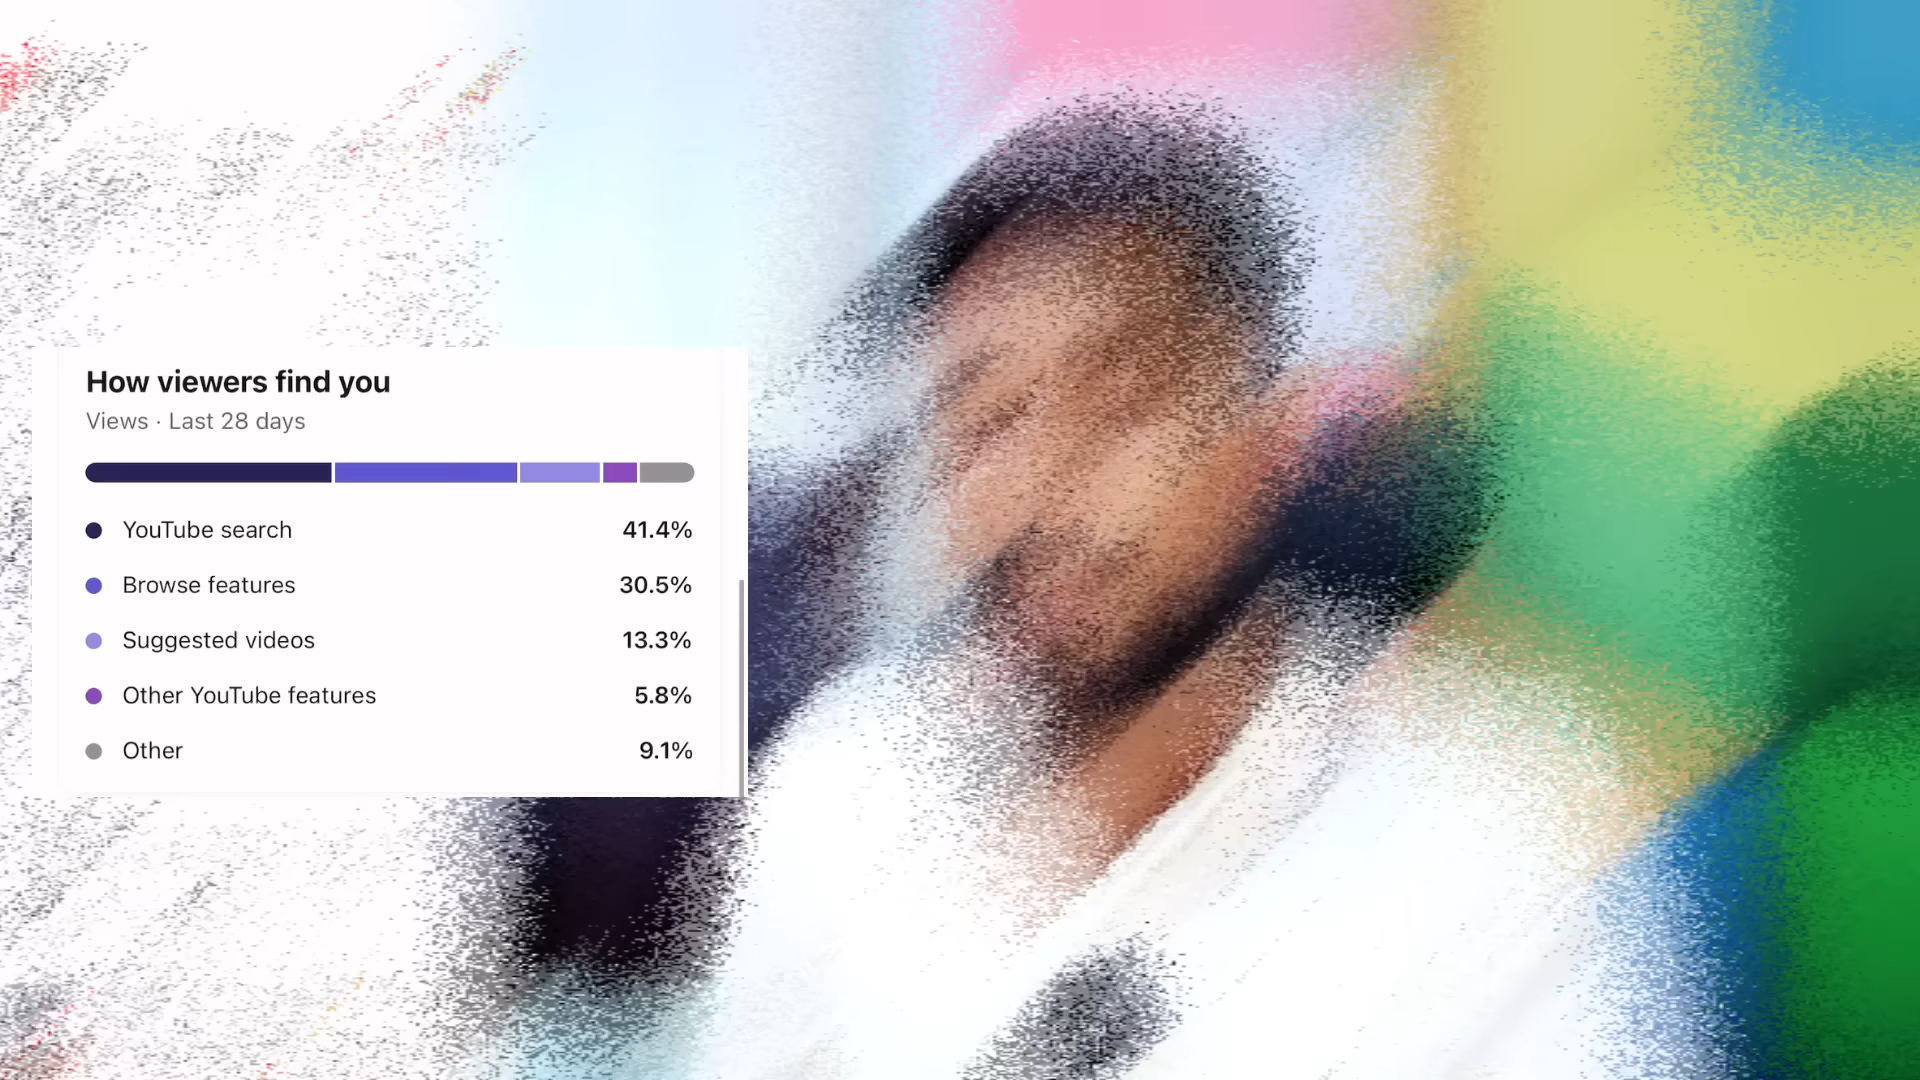 How viewers find you
Views · Last 28 days
YouTube search 41.4%
Browse features 30.5%
Suggested videos 13.3%
Other YouTube features 5.8%
Other 9.1%